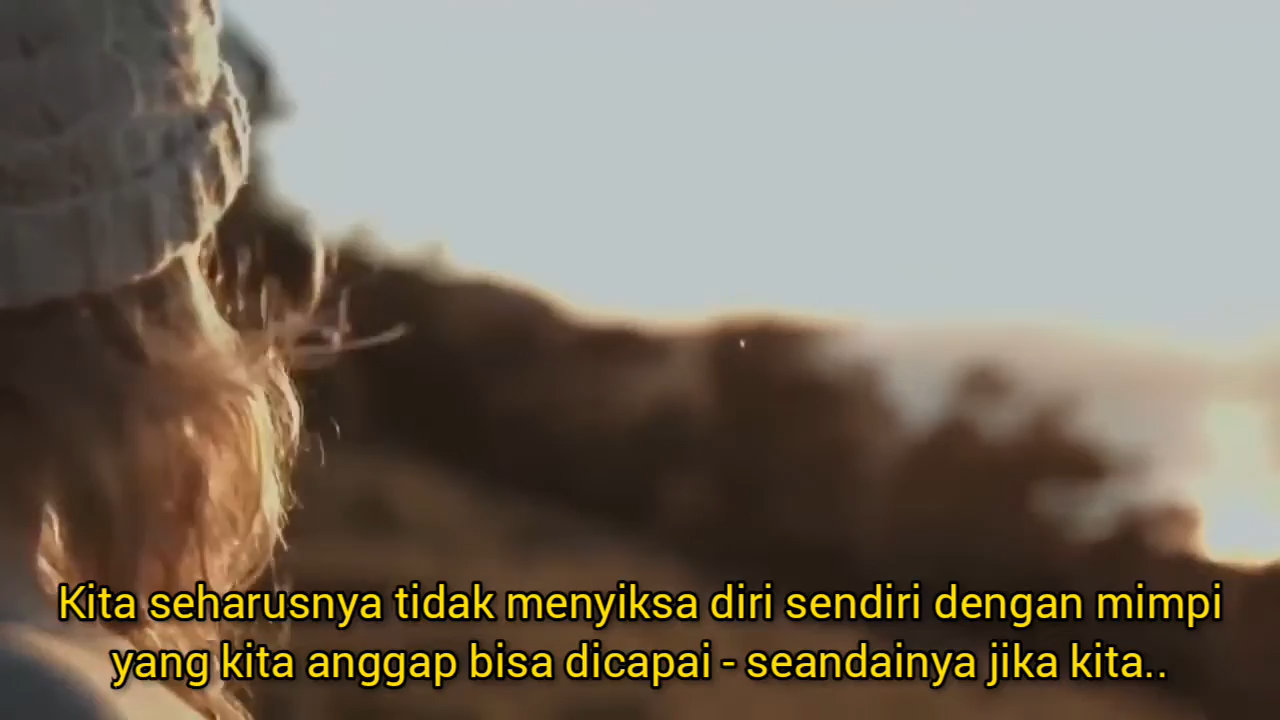 Kita seharusnya tidak menyiksa diri sendiri dengan mimpi
yang kita anggap bisa dicapai - seandainya jika kita..